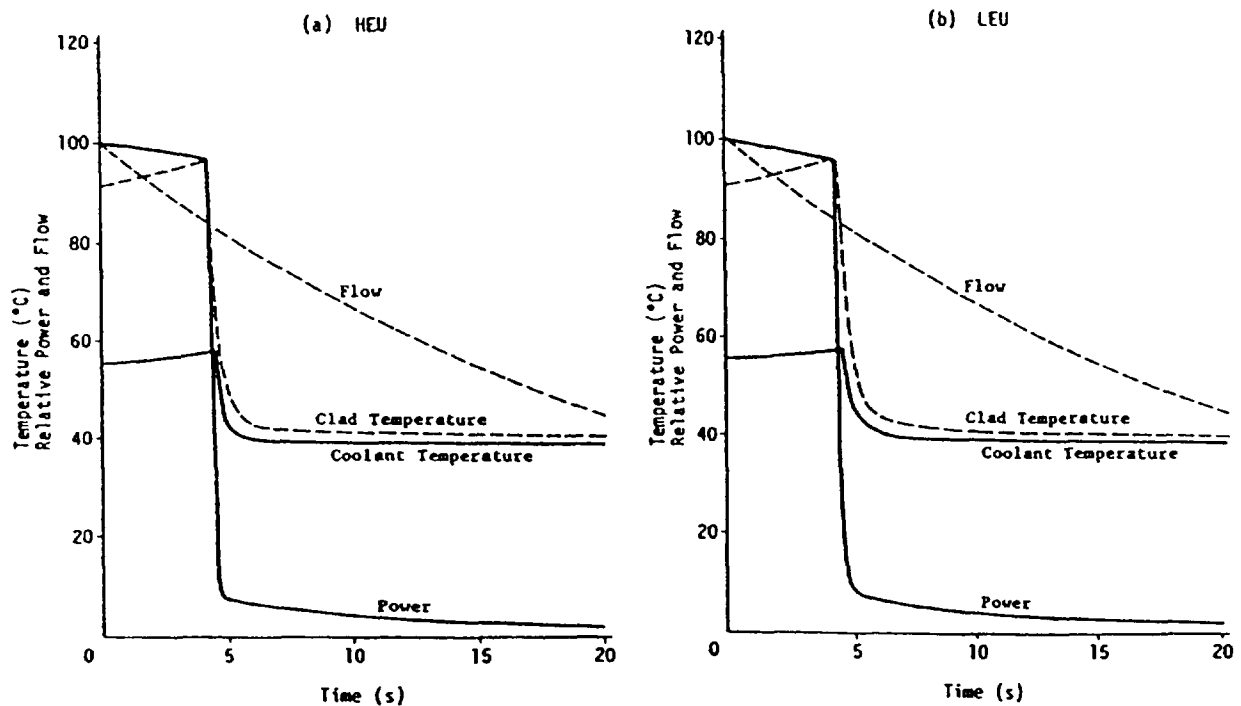 (a) HEU
120
100
80
60
40
20
0
5
10
15
20
Temperature (°C)
Relative Power and Flow
Flow
Clad Temperature
Coolant Temperature
Power
Time (s)
(b) LEU
120
100
80
60
40
20
0
5
10
15
20
Temperature (°C)
Relative Power and Flow
Flow
Clad Temperature
Coolant Temperature
Power
Time (s)